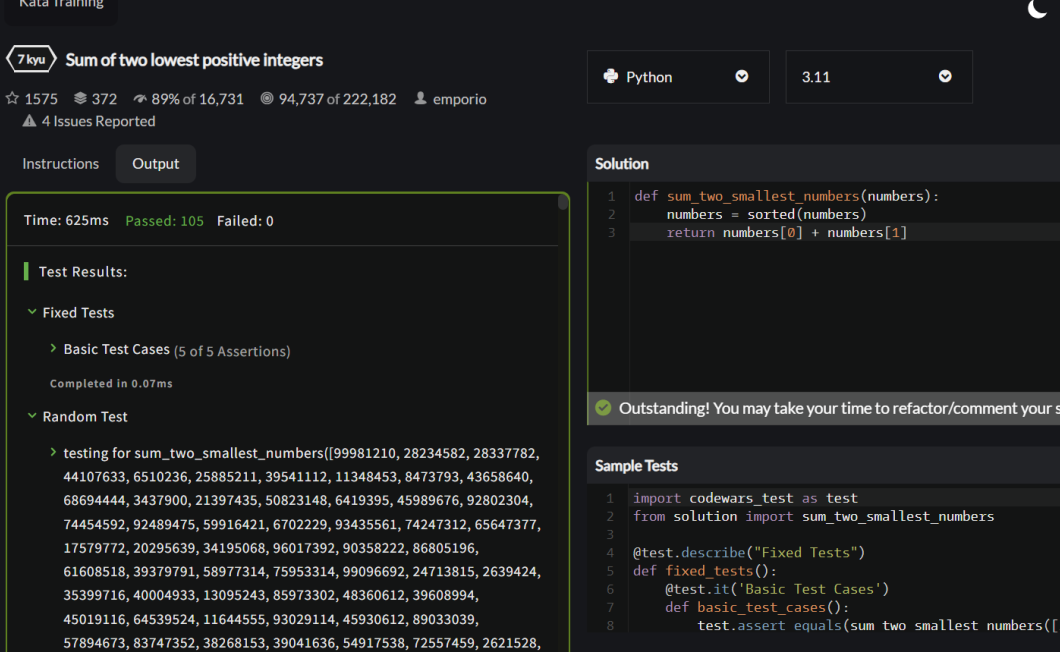 Kata Training
7 kyu Sum of two lowest positive integers
1575 372 89% of 16,731 94,737 of 222,182 emporio
4 Issues Reported
Instructions Output
Time: 625ms Passed: 105 Failed: 0
Test Results:
Fixed Tests
Basic Test Cases (5 of 5 Assertions)
Completed in 0.07ms
Random Test
testing for sum_two_smallest_numbers([99981210, 28234582, 28337782,
44107633, 6510236, 25885211, 39541112, 11348453, 8473793, 43658640,
68694444, 3437900, 21397435, 50823148, 6419395, 45989676, 92802304,
74454592, 92489475, 59916421, 6702229, 93435561, 74247312, 65647377,
17579772, 20295639, 34195068, 96017392, 90358222, 86805196,
61608518, 39379791, 58977314, 75953314, 99096692, 24713815, 2639424,
35399716, 40004933, 13095243, 85973302, 48360612, 39608994,
45019116, 64539524, 11644555, 93029114, 45930612, 89033039,
57894673, 83747352, 38268153, 39041636, 54917538, 72557459, 2621528,
Python 3.11
Solution
1 def sum_two_smallest_numbers(numbers):
2 numbers = sorted(numbers)
3 return numbers[0] + numbers[1]
Outstanding! You may take your time to refactor/comment your s
Sample Tests
1 import codewars_test as test
2 from solution import sum_two_smallest_numbers
3
4 @test.describe("Fixed Tests")
5 def fixed_tests():
6 @test.it('Basic Test Cases')
7 def basic_test_cases():
8 test.assert_equals(sum_two_smallest_numbers([